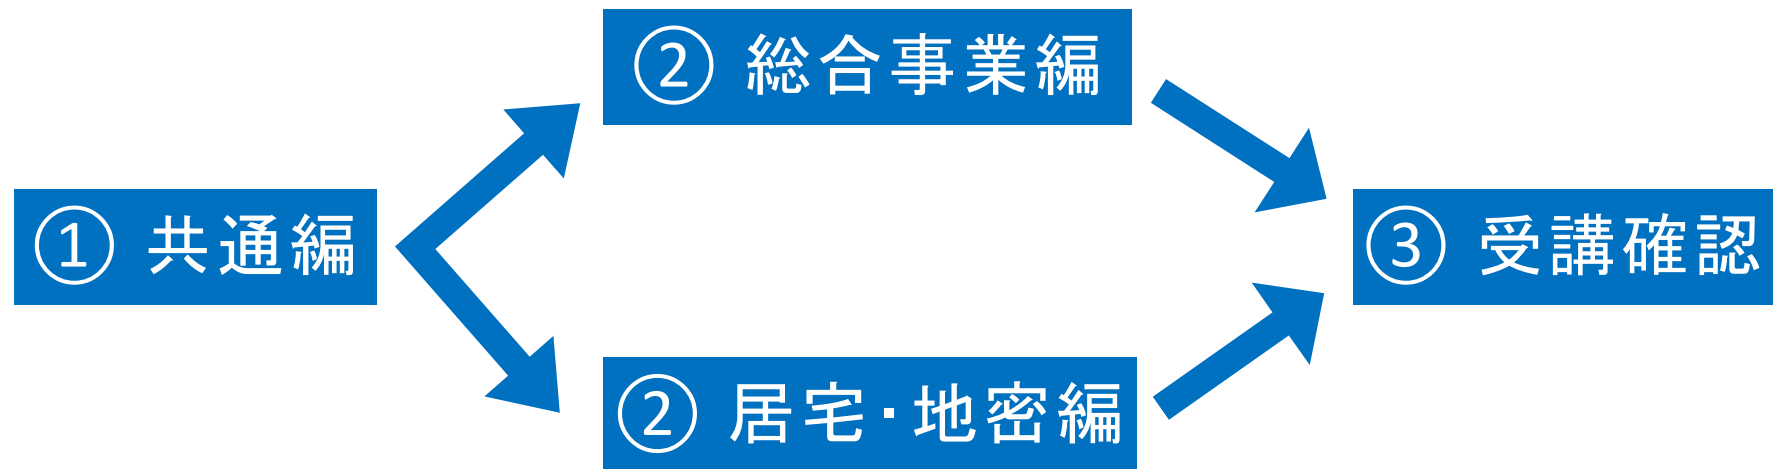 ① 共通編
② 総合事業編
② 居宅・地密編
③ 受講確認